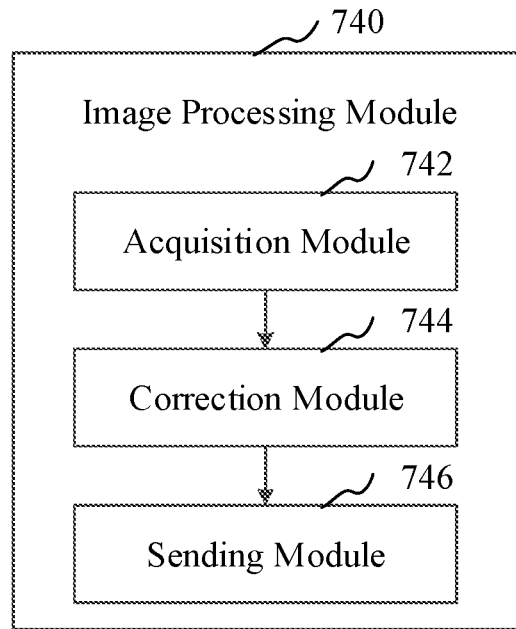 740
Image Processing Module
742
Acquisition Module
744
Correction Module
746
Sending Module